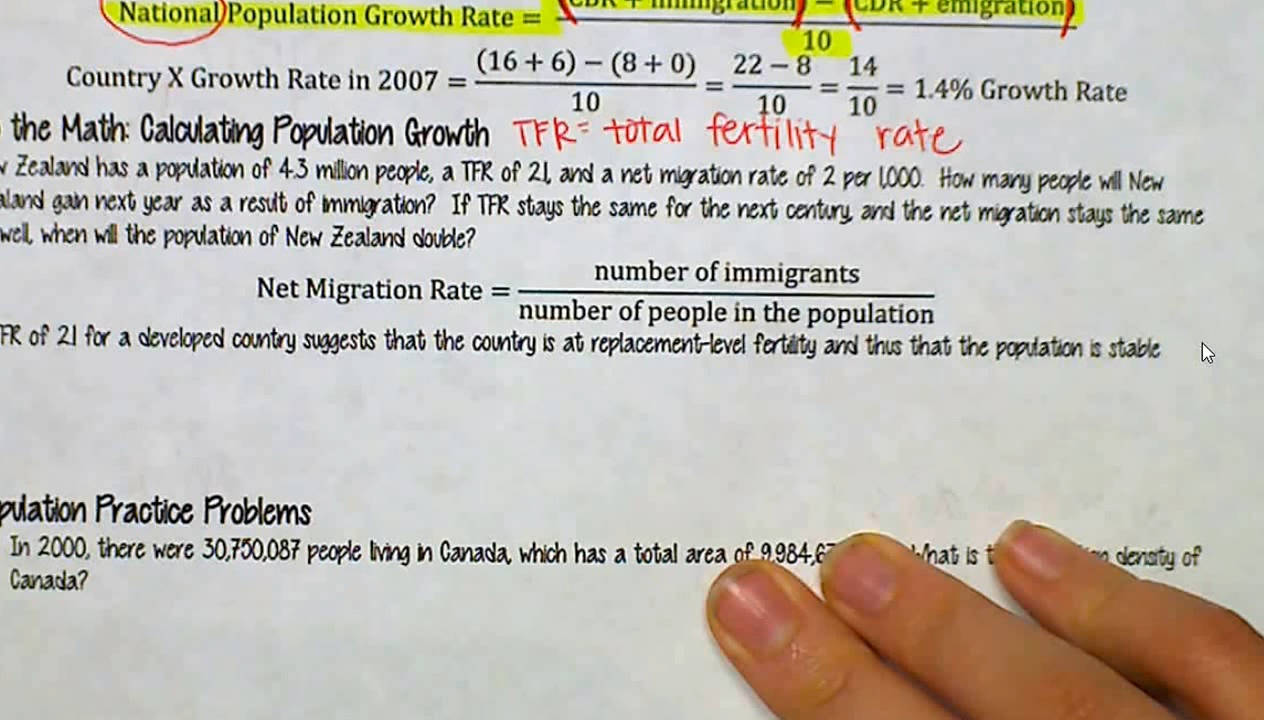 National Population Growth Rate = (CDR + immigration) − (CDR + emigration)
10
Country X Growth Rate in 2007 = (16 + 6) − (8 + 0) / 10 = 22 − 8 / 10 = 14 / 10 = 1.4% Growth Rate
the Math: Calculating Population Growth TFR = total fertility rate
Zealand has a population of 4.3 million people, a TFR of 2.1, and a net migration rate of 2 per 1,000. How many people will New
gain next year as a result of immigration? If TFR stays the same for the next century, and the net migration stays the same
well, when will the population of New Zealand double?
Net Migration Rate = number of immigrants / number of people in the population
of 2.1 for a developed country suggests that the country is at replacement-level fertility and thus that the population is stable
Population Practice Problems
In 2000, there were 30,750,087 people living in Canada, which has a total area of What is density of
Canada?